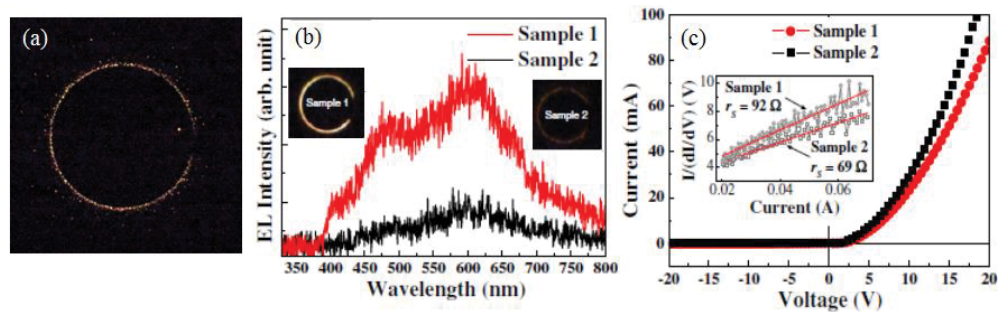 (a)
(b)
EL Intensity (arb. unit)
Sample 1
Sample 2
Sample 1
Sample 2
350 400 450 500 550 600 650 700 750 800
Wavelength (nm)
(c)
Current (mA)
100
80
60
40
20
0
Sample 1
Sample 2
I/(dI/dV) (V)
10
8
6
4
Sample 1
rs = 92 Ω
Sample 2
rs = 69 Ω
0.02 0.04 0.06
Current (A)
-20 -15 -10 -5 0 5 10 15 20
Voltage (V)